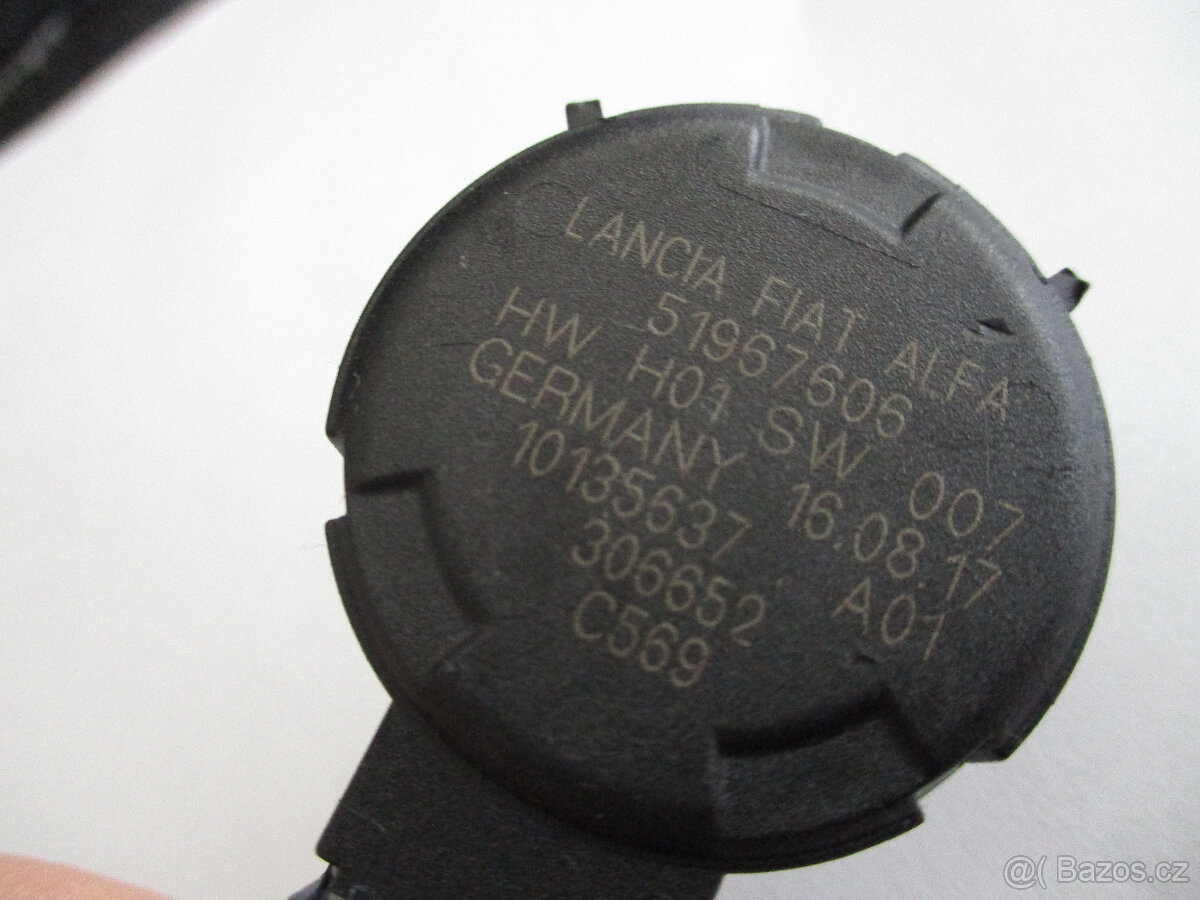 LANCIA FIAT ALFA
51967606
HW H01 SW 007
GERMANY 16.08.17
10135637 A01
306652
C569
@( Bazos.cz